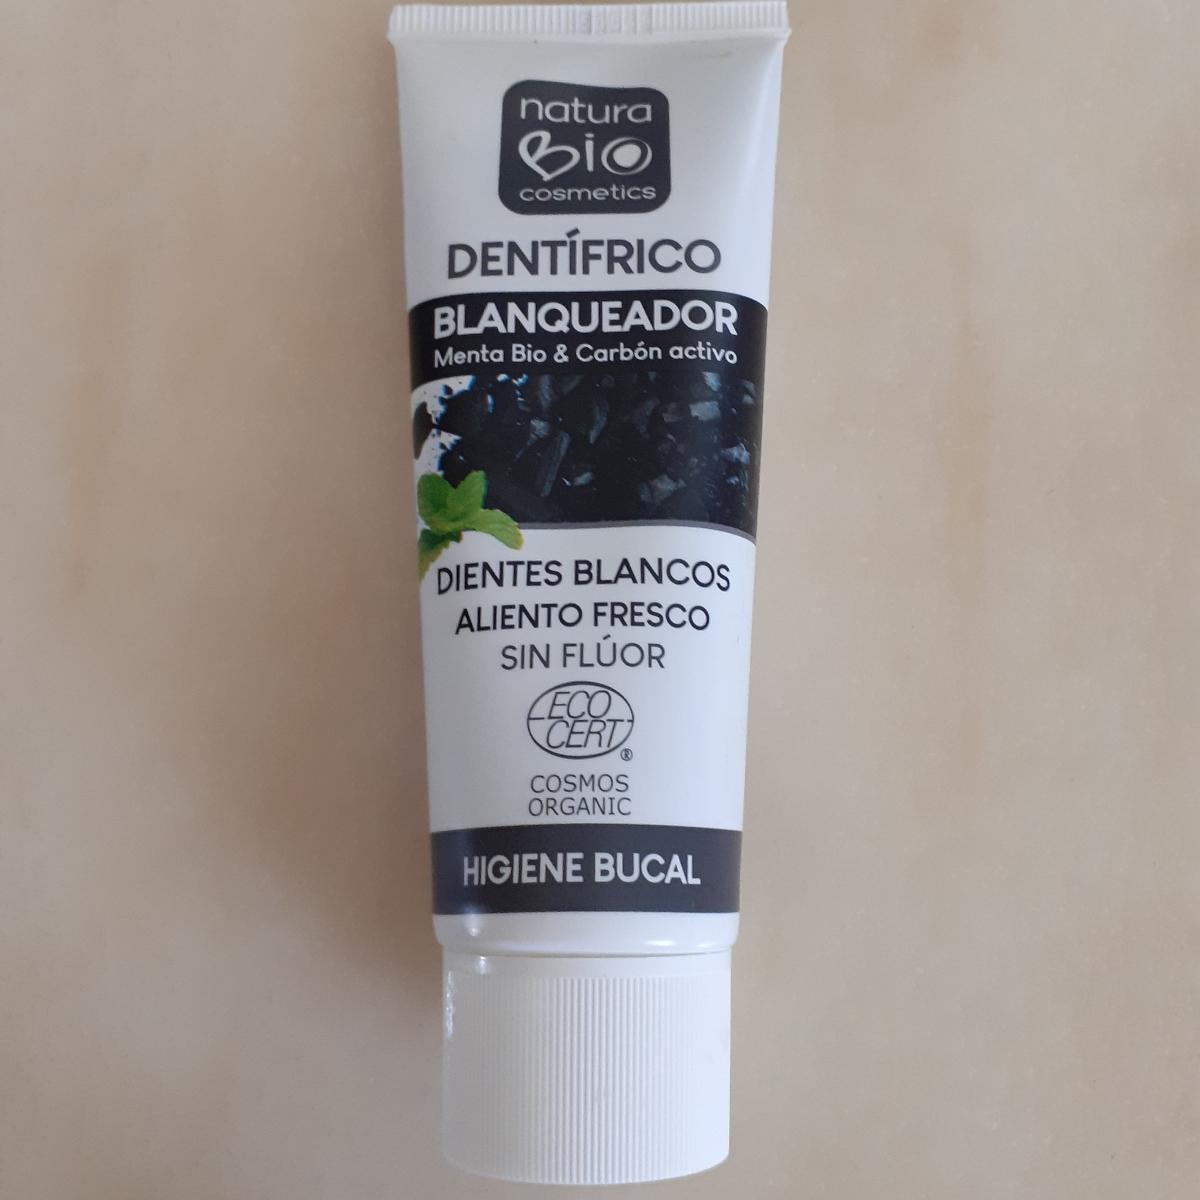 natura
Bio
cosmetics
DENTÍFRICO
BLANQUEADOR
Menta Bio & Carbón activo
DIENTES BLANCOS
ALIENTO FRESCO
SIN FLÚOR
ECO
CERT
®
COSMOS
ORGANIC
HIGIENE BUCAL